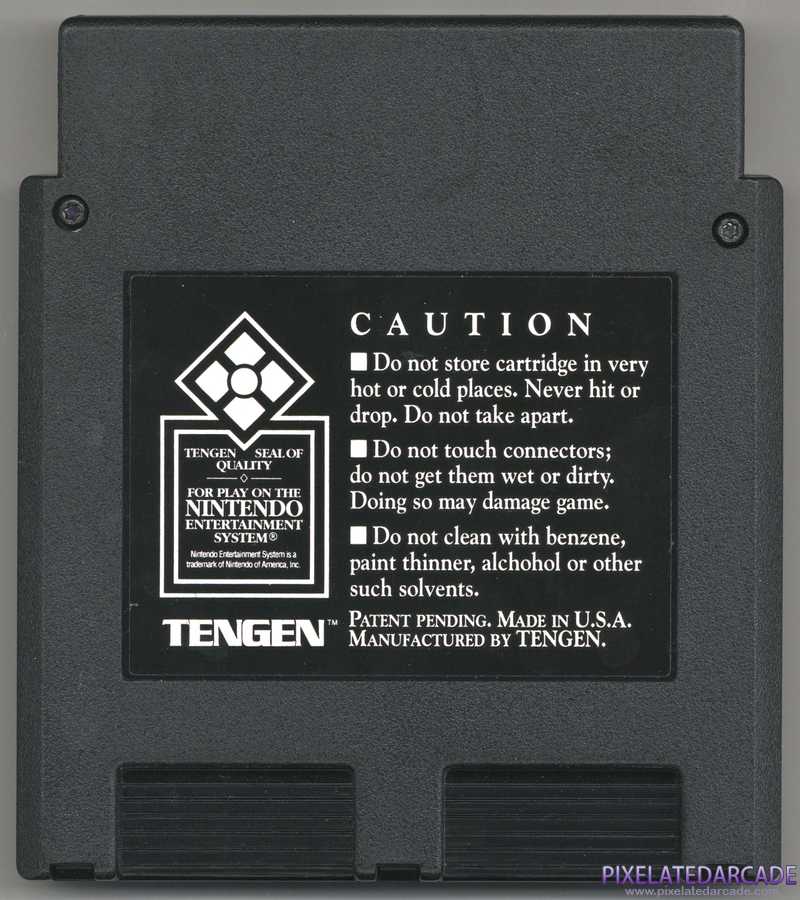 CAUTION
■ Do not store cartridge in very
hot or cold places. Never hit or
drop. Do not take apart.
■ Do not touch connectors;
do not get them wet or dirty.
Doing so may damage game.
■ Do not clean with benzene,
paint thinner, alchohol or other
such solvents.
PATENT PENDING. MADE IN U.S.A.
MANUFACTURED BY TENGEN.
TENGEN SEAL OF
QUALITY
FOR PLAY ON THE
NINTENDO
ENTERTAINMENT
SYSTEM®
Nintendo Entertainment System is a
trademark of Nintendo of America, Inc.
TENGEN™
PIXELATEDARCADE
www.pixelatedarcade.com